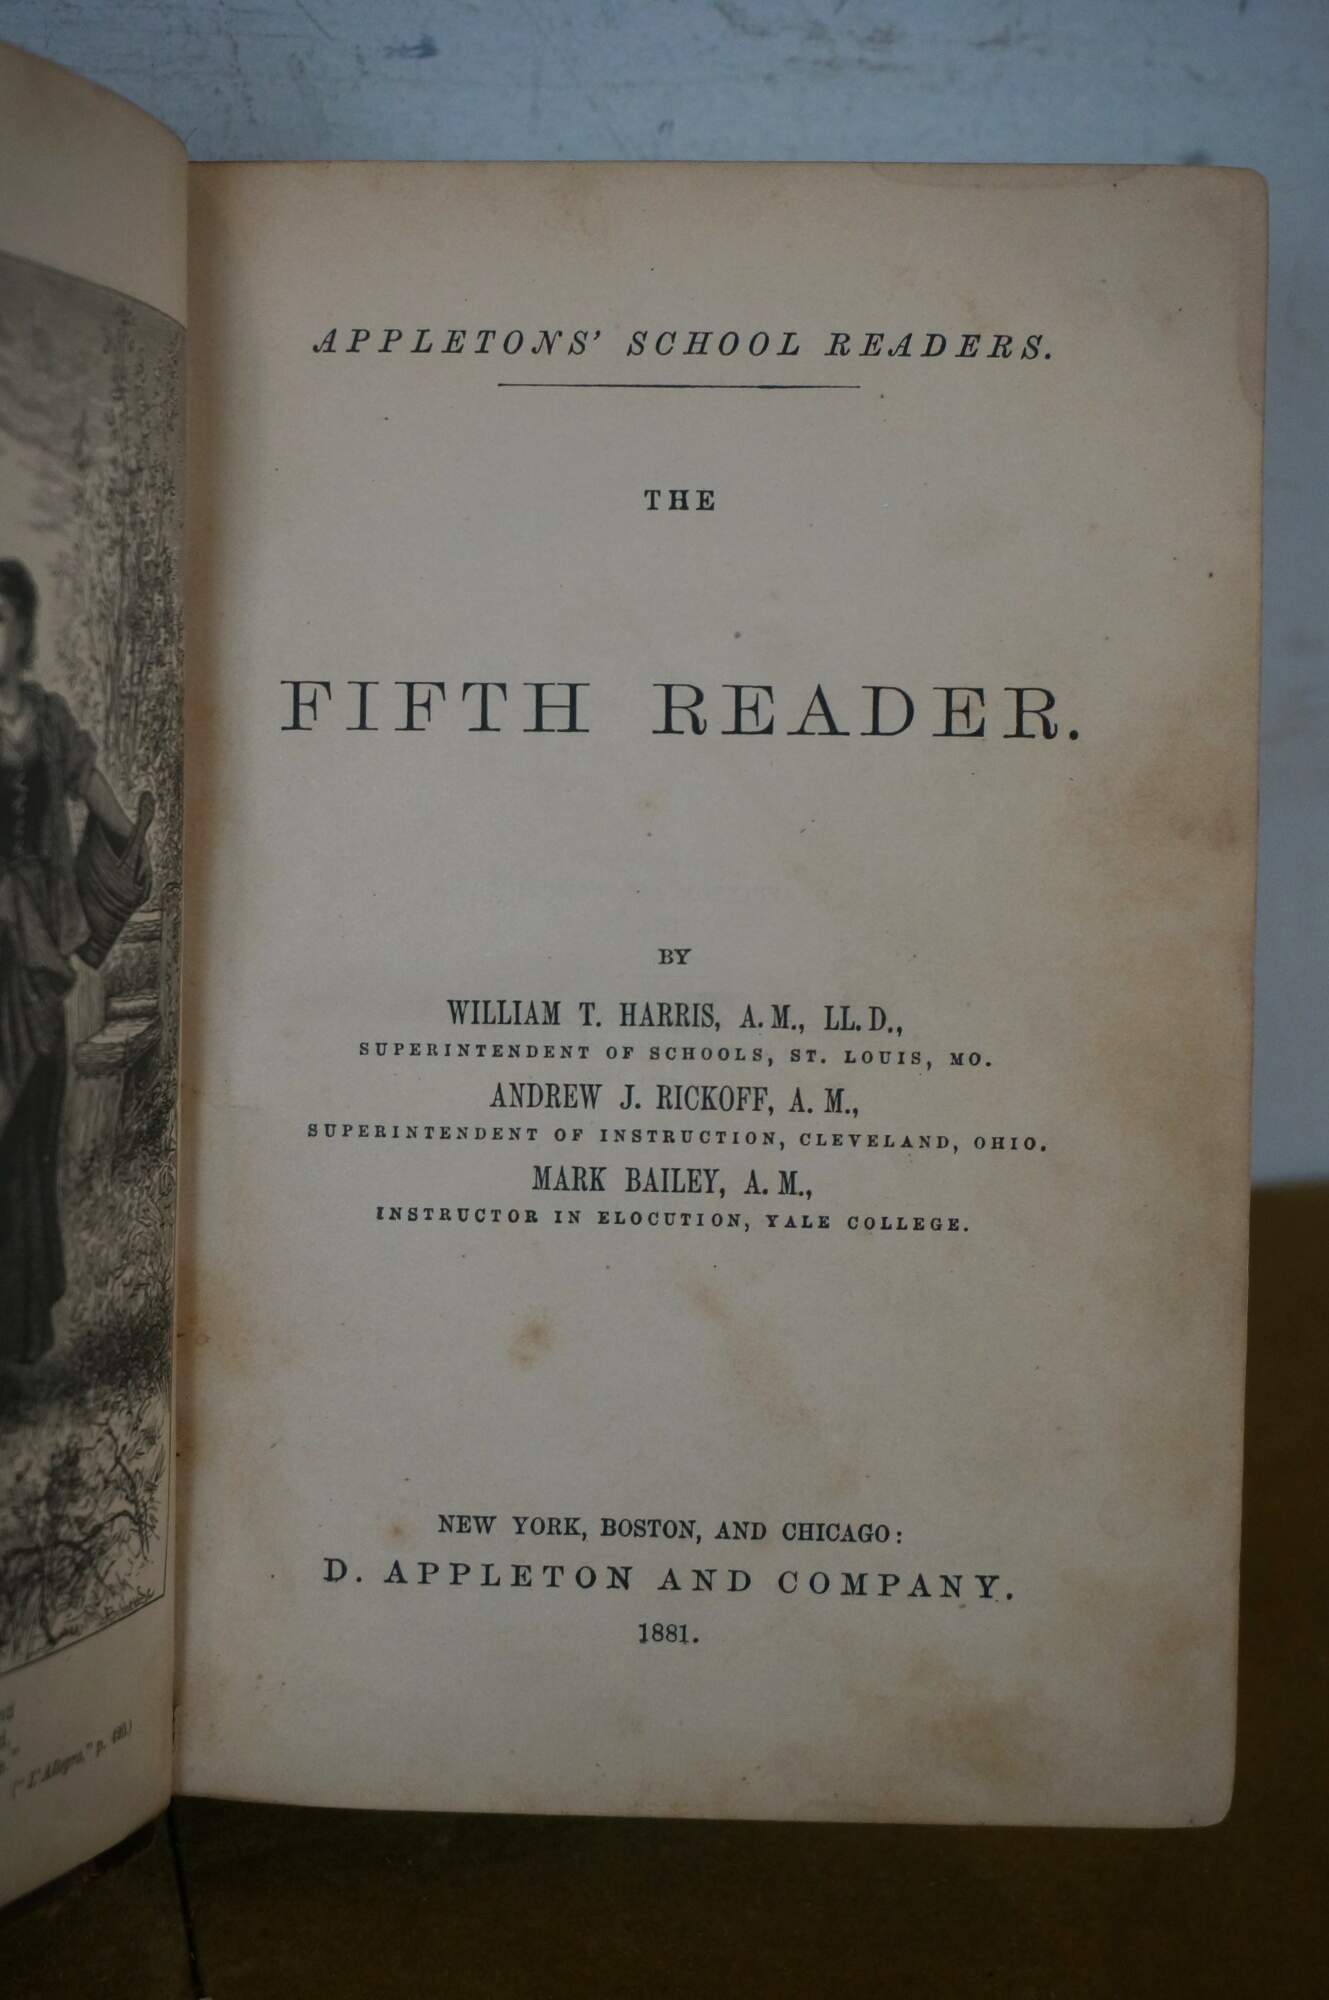 APPLETONS' SCHOOL READERS.
THE
FIFTH READER.
BY
WILLIAM T. HARRIS, A. M., LL. D.,
SUPERINTENDENT OF SCHOOLS, ST. LOUIS, MO.
ANDREW J. RICKOFF, A. M.,
SUPERINTENDENT OF INSTRUCTION, CLEVELAND, OHIO.
MARK BAILEY, A. M.,
INSTRUCTOR IN ELOCUTION, YALE COLLEGE.
NEW YORK, BOSTON, AND CHICAGO:
D. APPLETON AND COMPANY.
1881.
("L'Allegro," p.